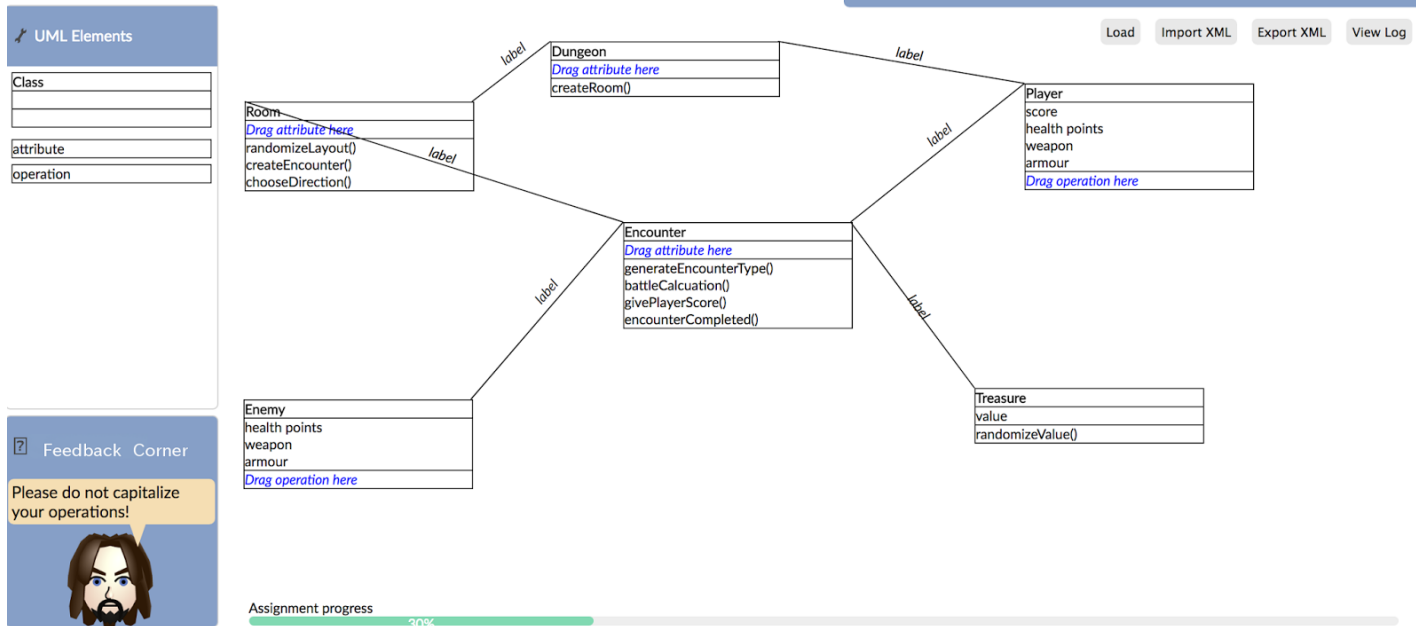 UML Elements
Class
attribute
operation
? Feedback Corner
Please do not capitalize
your operations!
Load
Import XML
Export XML
View Log
label
label
label
label
label
label
Dungeon
Drag attribute here
createRoom()
Room
Drag attribute here
randomizeLayout()
createEncounter()
chooseDirection()
Player
score
health points
weapon
armour
Drag operation here
Encounter
Drag attribute here
generateEncounterType()
battleCalcuation()
givePlayerScore()
encounterCompleted()
Enemy
health points
weapon
armour
Drag operation here
Treasure
value
randomizeValue()
Assignment progress
30%